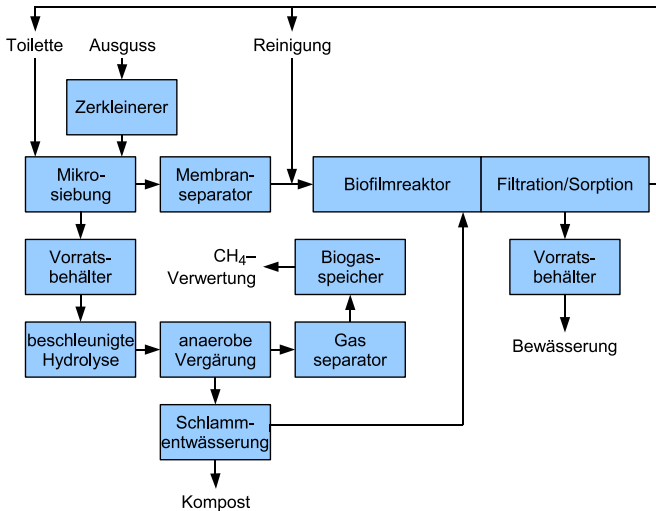 Toilette
Ausguss
Reinigung
Zerkleinerer
Mikro-
siebung
Membran-
separator
Biofilmreaktor
Filtration/Sorption
Vorrats-
behälter
CH₄–
Verwertung
Biogas-
speicher
Vorrats-
behälter
beschleunigte
Hydrolyse
anaerobe
Vergärung
Gas
separator
Bewässerung
Schlamm-
entwässerung
Kompost